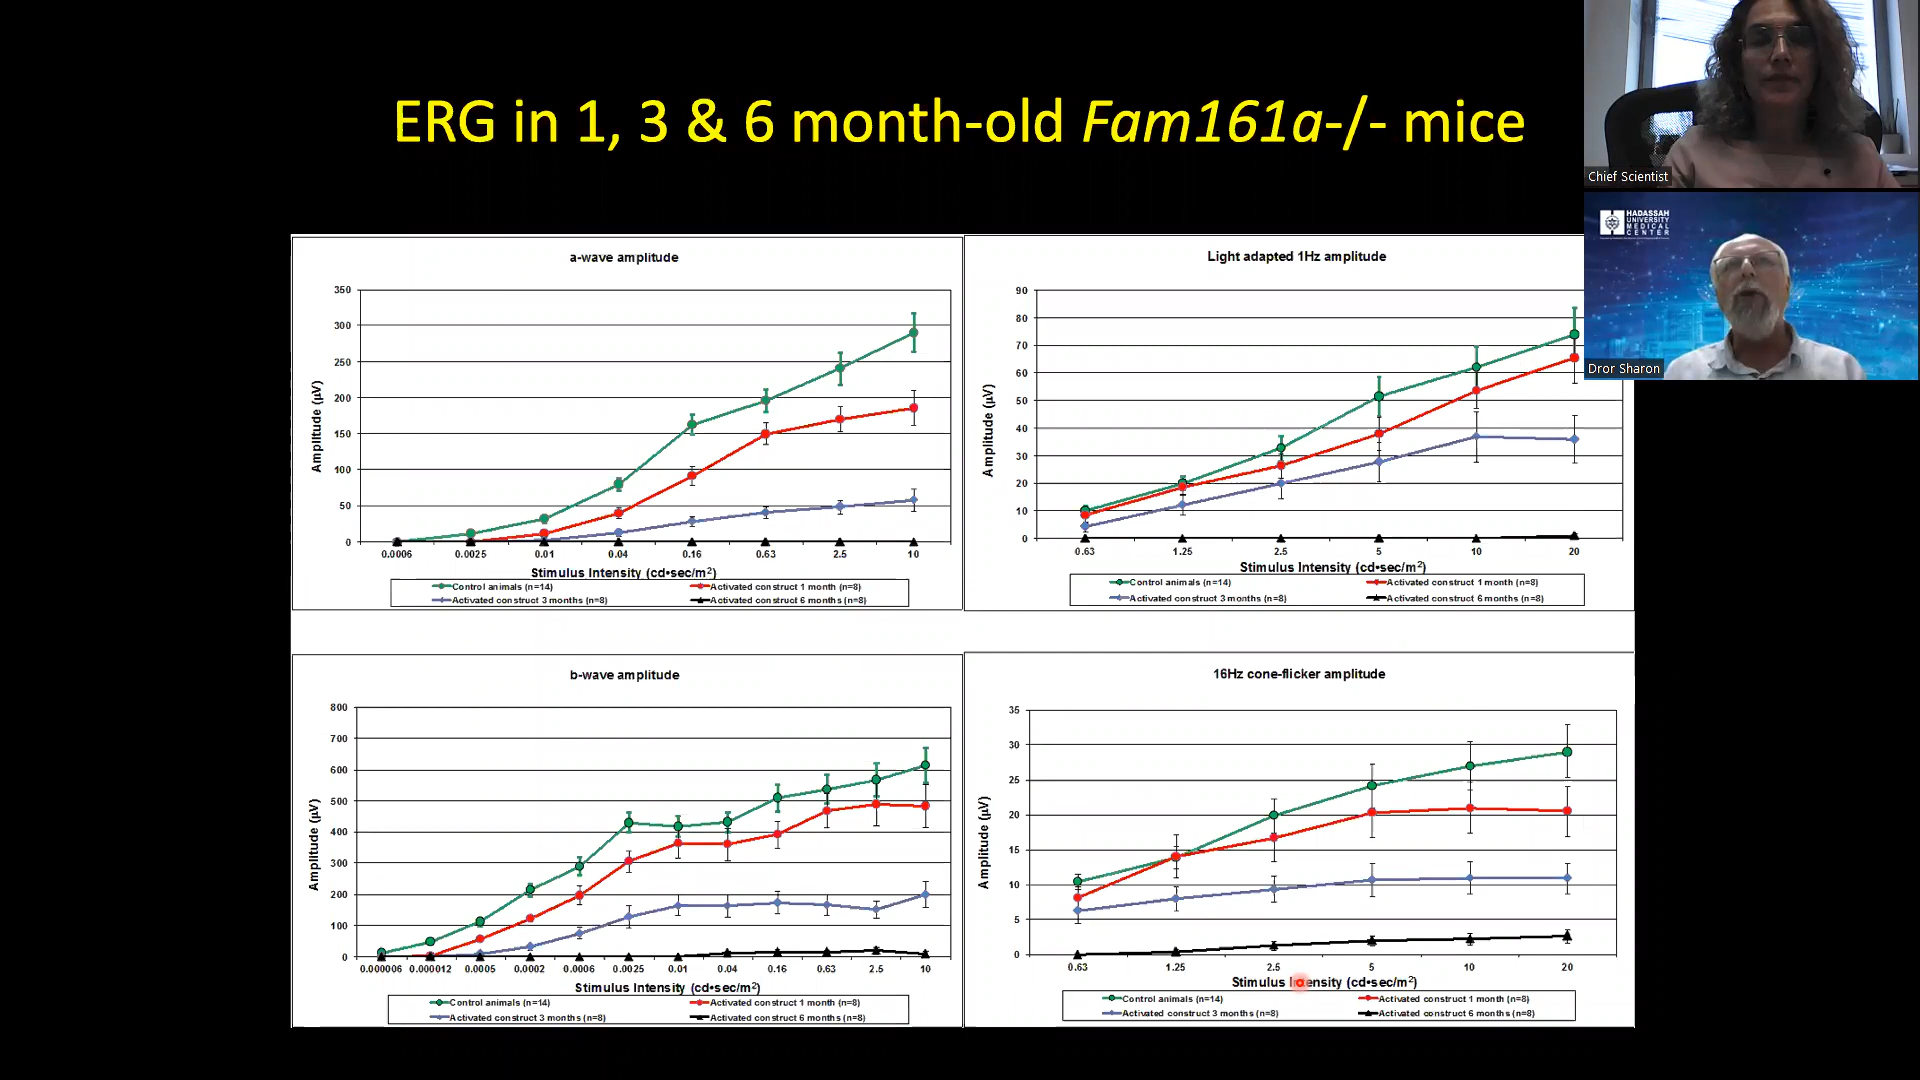 ERG in 1, 3 & 6 month-old Fam161a-/- mice
Chief Scientist
HADASSAH
UNIVERSITY
MEDICAL
CENTER
Dror Sharon
a-wave amplitude
Amplitude (µV)
350
300
250
200
150
100
50
0
0.0006 0.0025 0.01 0.04 0.16 0.63 2.5 10
Stimulus Intensity (cd•sec/m²)
Control animals (n=14) Activated construct 1 month (n=8)
Activated construct 3 months (n=8) Activated construct 6 months (n=8)
Light adapted 1Hz amplitude
Amplitude (µV)
90
80
70
60
50
40
30
20
10
0
0.63 1.25 2.5 5 10 20
Stimulus Intensity (cd•sec/m²)
Control animals (n=14) Activated construct 1 month (n=8)
Activated construct 3 months (n=8) Activated construct 6 months (n=8)
b-wave amplitude
Amplitude (µV)
800
700
600
500
400
300
200
100
0
0.000006 0.000012 0.0005 0.0002 0.0006 0.0025 0.01 0.04 0.16 0.63 2.5 10
Stimulus Intensity (cd•sec/m²)
Control animals (n=14) Activated construct 1 month (n=8)
Activated construct 3 months (n=8) Activated construct 6 months (n=8)
16Hz cone-flicker amplitude
Amplitude (µV)
35
30
25
20
15
10
5
0
0.63 1.25 2.5 5 10 20
Stimulus Intensity (cd•sec/m²)
Control animals (n=14) Activated construct 1 month (n=8)
Activated construct 3 months (n=8) Activated construct 6 months (n=8)